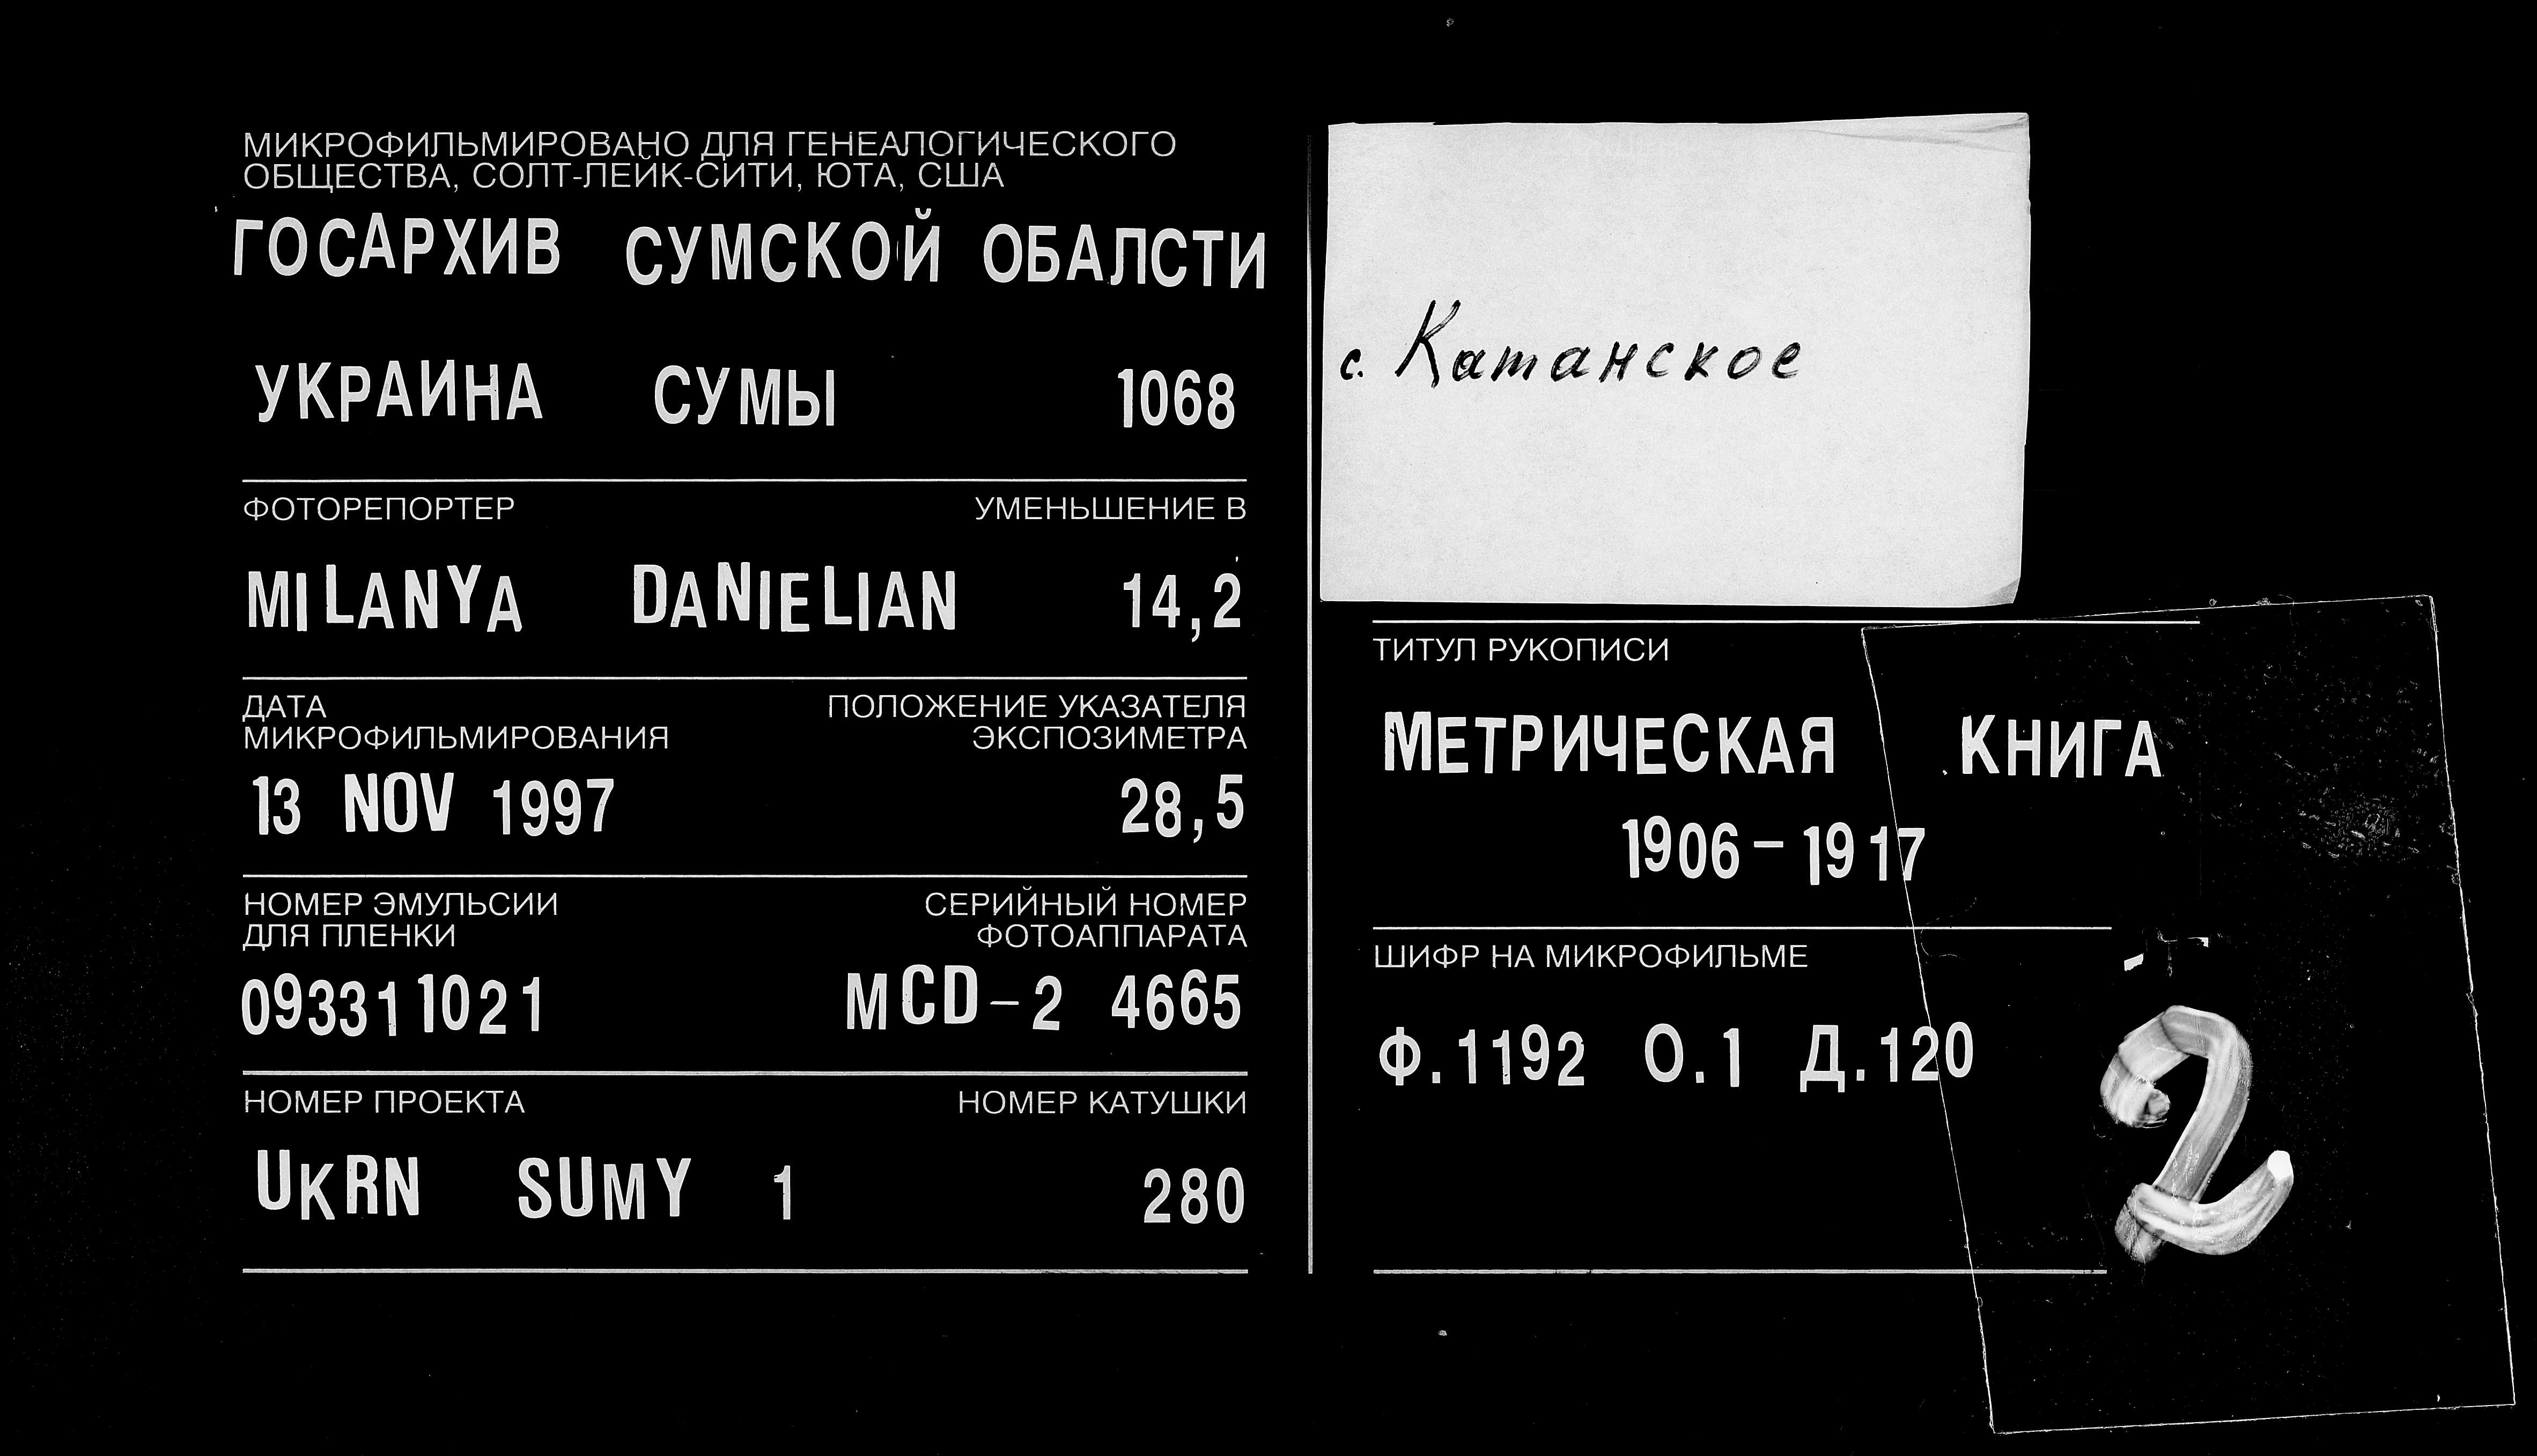 МИКРОФИЛЬМИРОВАНО ДЛЯ ГЕНЕАЛОГИЧЕСКОГО
ОБЩЕСТВА, СОЛТ-ЛЕЙК-СИТИ, ЮТА, США
ГОСАРХИВ СУМСКОЙ ОБАЛСТИ
УКРАИНА СУМЫ 1068
ФОТОРЕПОРТЕР УМЕНЬШЕНИЕ В
MILANYA DANIELIAN 14,2
ДАТА ПОЛОЖЕНИЕ УКАЗАТЕЛЯ
МИКРОФИЛЬМИРОВАНИЯ ЭКСПОЗИМЕТРА
13 NOV 1997 28,5
НОМЕР ЭМУЛЬСИИ СЕРИЙНЫЙ НОМЕР
ДЛЯ ПЛЕНКИ ФОТОАППАРАТА
093311021 MCD-2 4665
НОМЕР ПРОЕКТА НОМЕР КАТУШКИ
UKRN SUMY 1 280
с. Катанское
ТИТУЛ РУКОПИСИ
МЕТРИЧЕСКАЯ КНИГА
1906-1917
ШИФР НА МИКРОФИЛЬМЕ
Ф.1192 О.1 Д.120
2